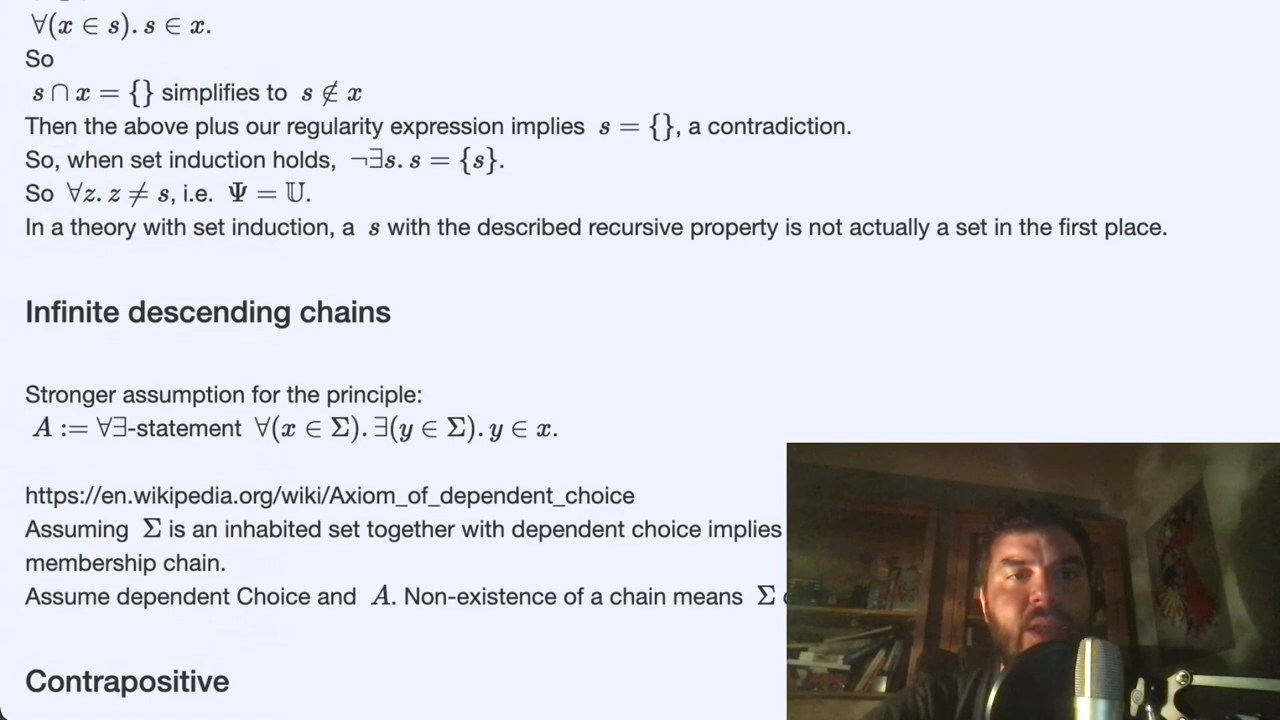 ∀(x ∈ s). s ∈ x.
So
s ∩ x = {} simplifies to s ∉ x
Then the above plus our regularity expression implies s = {}, a contradiction.
So, when set induction holds, ¬∃s. s = {s}.
So ∀z. z ≠ s, i.e. Ψ = 𝕌.
In a theory with set induction, a s with the described recursive property is not actually a set in the first place.
Infinite descending chains
Stronger assumption for the principle:
A := ∀∃-statement ∀(x ∈ Σ). ∃(y ∈ Σ). y ∈ x.
https://en.wikipedia.org/wiki/Axiom_of_dependent_choice
Assuming Σ is an inhabited set together with dependent choice implies
membership chain.
Assume dependent Choice and A. Non-existence of a chain means Σ
Contrapositive